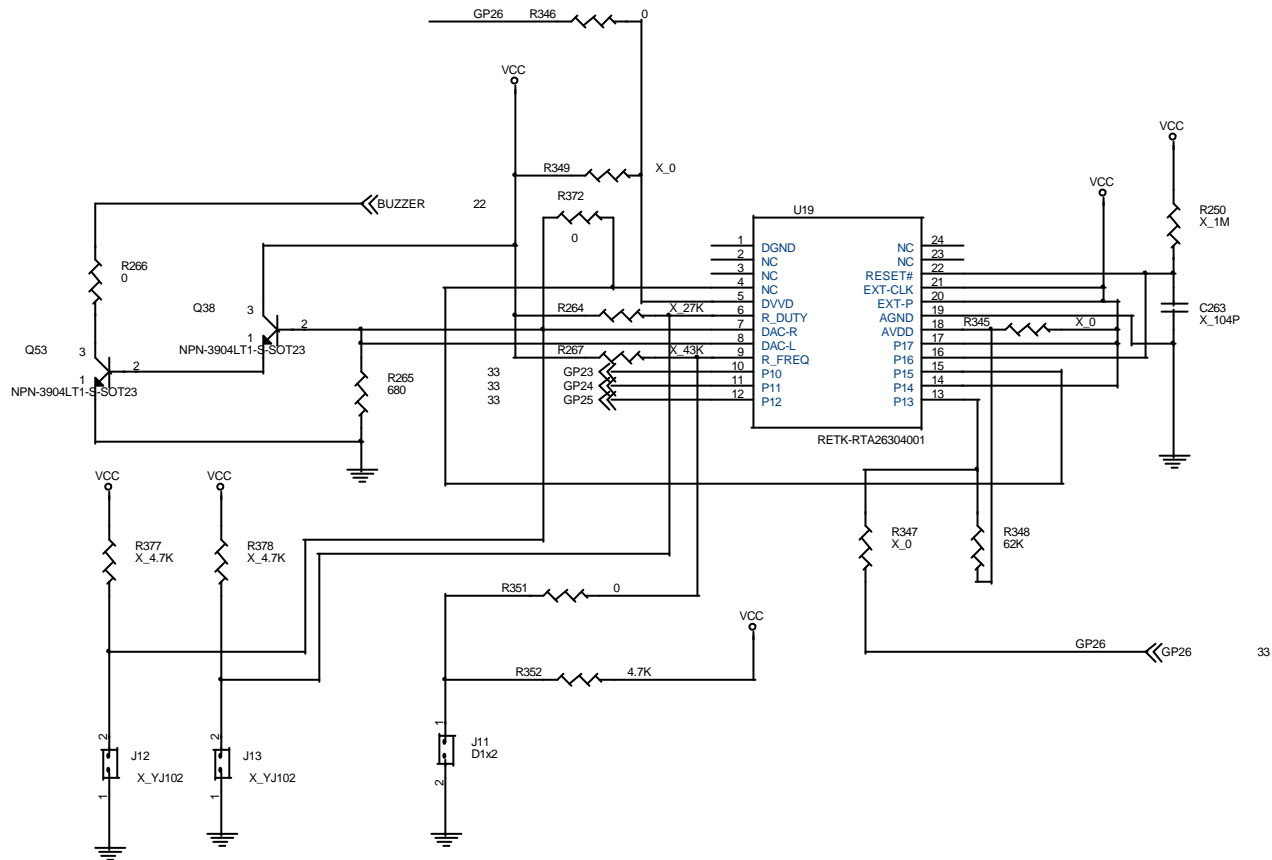 GP26 R346 0
VCC
R349 X_0
R372
0
BUZZER 22
VCC
VCC
R250
X_1M
C263
X_104P
U19
1 DGND
2 NC
3 NC
4 NC
5 DVVD
6 R_DUTY
7 DAC-R
8 DAC-L
9 R_FREQ
10 P10
11 P11
12 P12
NC 24
NC 23
RESET# 22
EXT-CLK 21
EXT-P 20
AGND 19
AVDD 18
P17 17
P16 16
P15 15
P14 14
P13 13
RETK-RTA26304001
R345 X_0
R266
0
Q38
3
1
2
NPN-3904LT1-S-SOT23
Q53
3
1
2
NPN-3904LT1-S-SOT23
R264 X_27K
R267 X_43K
R265
680
33 GP23
33 GP24
33 GP25
VCC
VCC
R377
X_4.7K
R378
X_4.7K
R347
X_0
R348
62K
R351 0
VCC
R352 4.7K
GP26 GP26 33
2
J12
X_YJ102
1
2
J13
X_YJ102
1
1
J11
D1x2
2